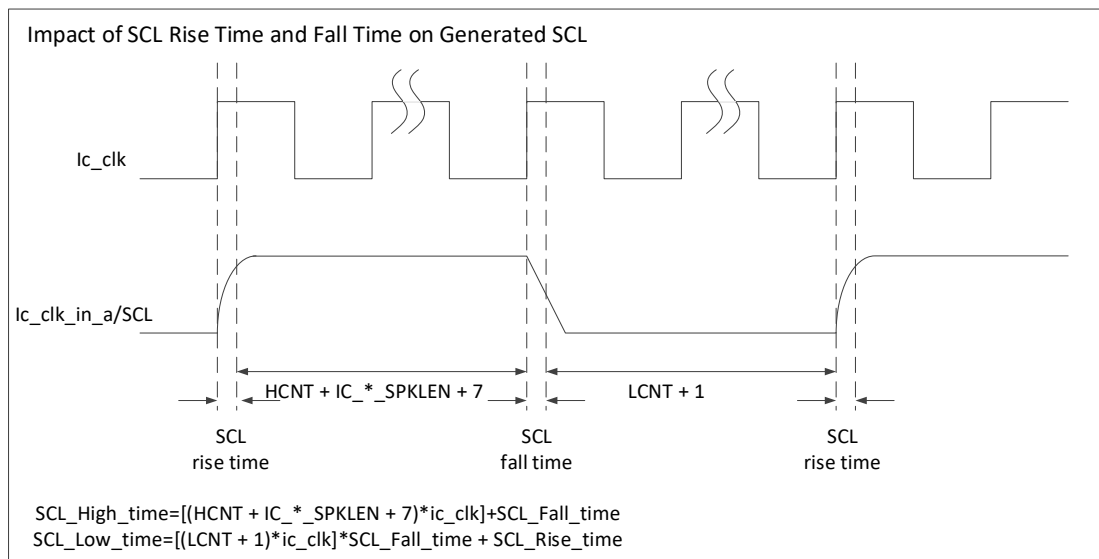 Impact of SCL Rise Time and Fall Time on Generated SCL
Ic_clk
Ic_clk_in_a/SCL
HCNT + IC_*_SPKLEN + 7
LCNT + 1
SCL
rise time
SCL
fall time
SCL
rise time
SCL_High_time=[(HCNT + IC_*_SPKLEN + 7)*ic_clk]+SCL_Fall_time
SCL_Low_time=[(LCNT + 1)*ic_clk]*SCL_Fall_time + SCL_Rise_time